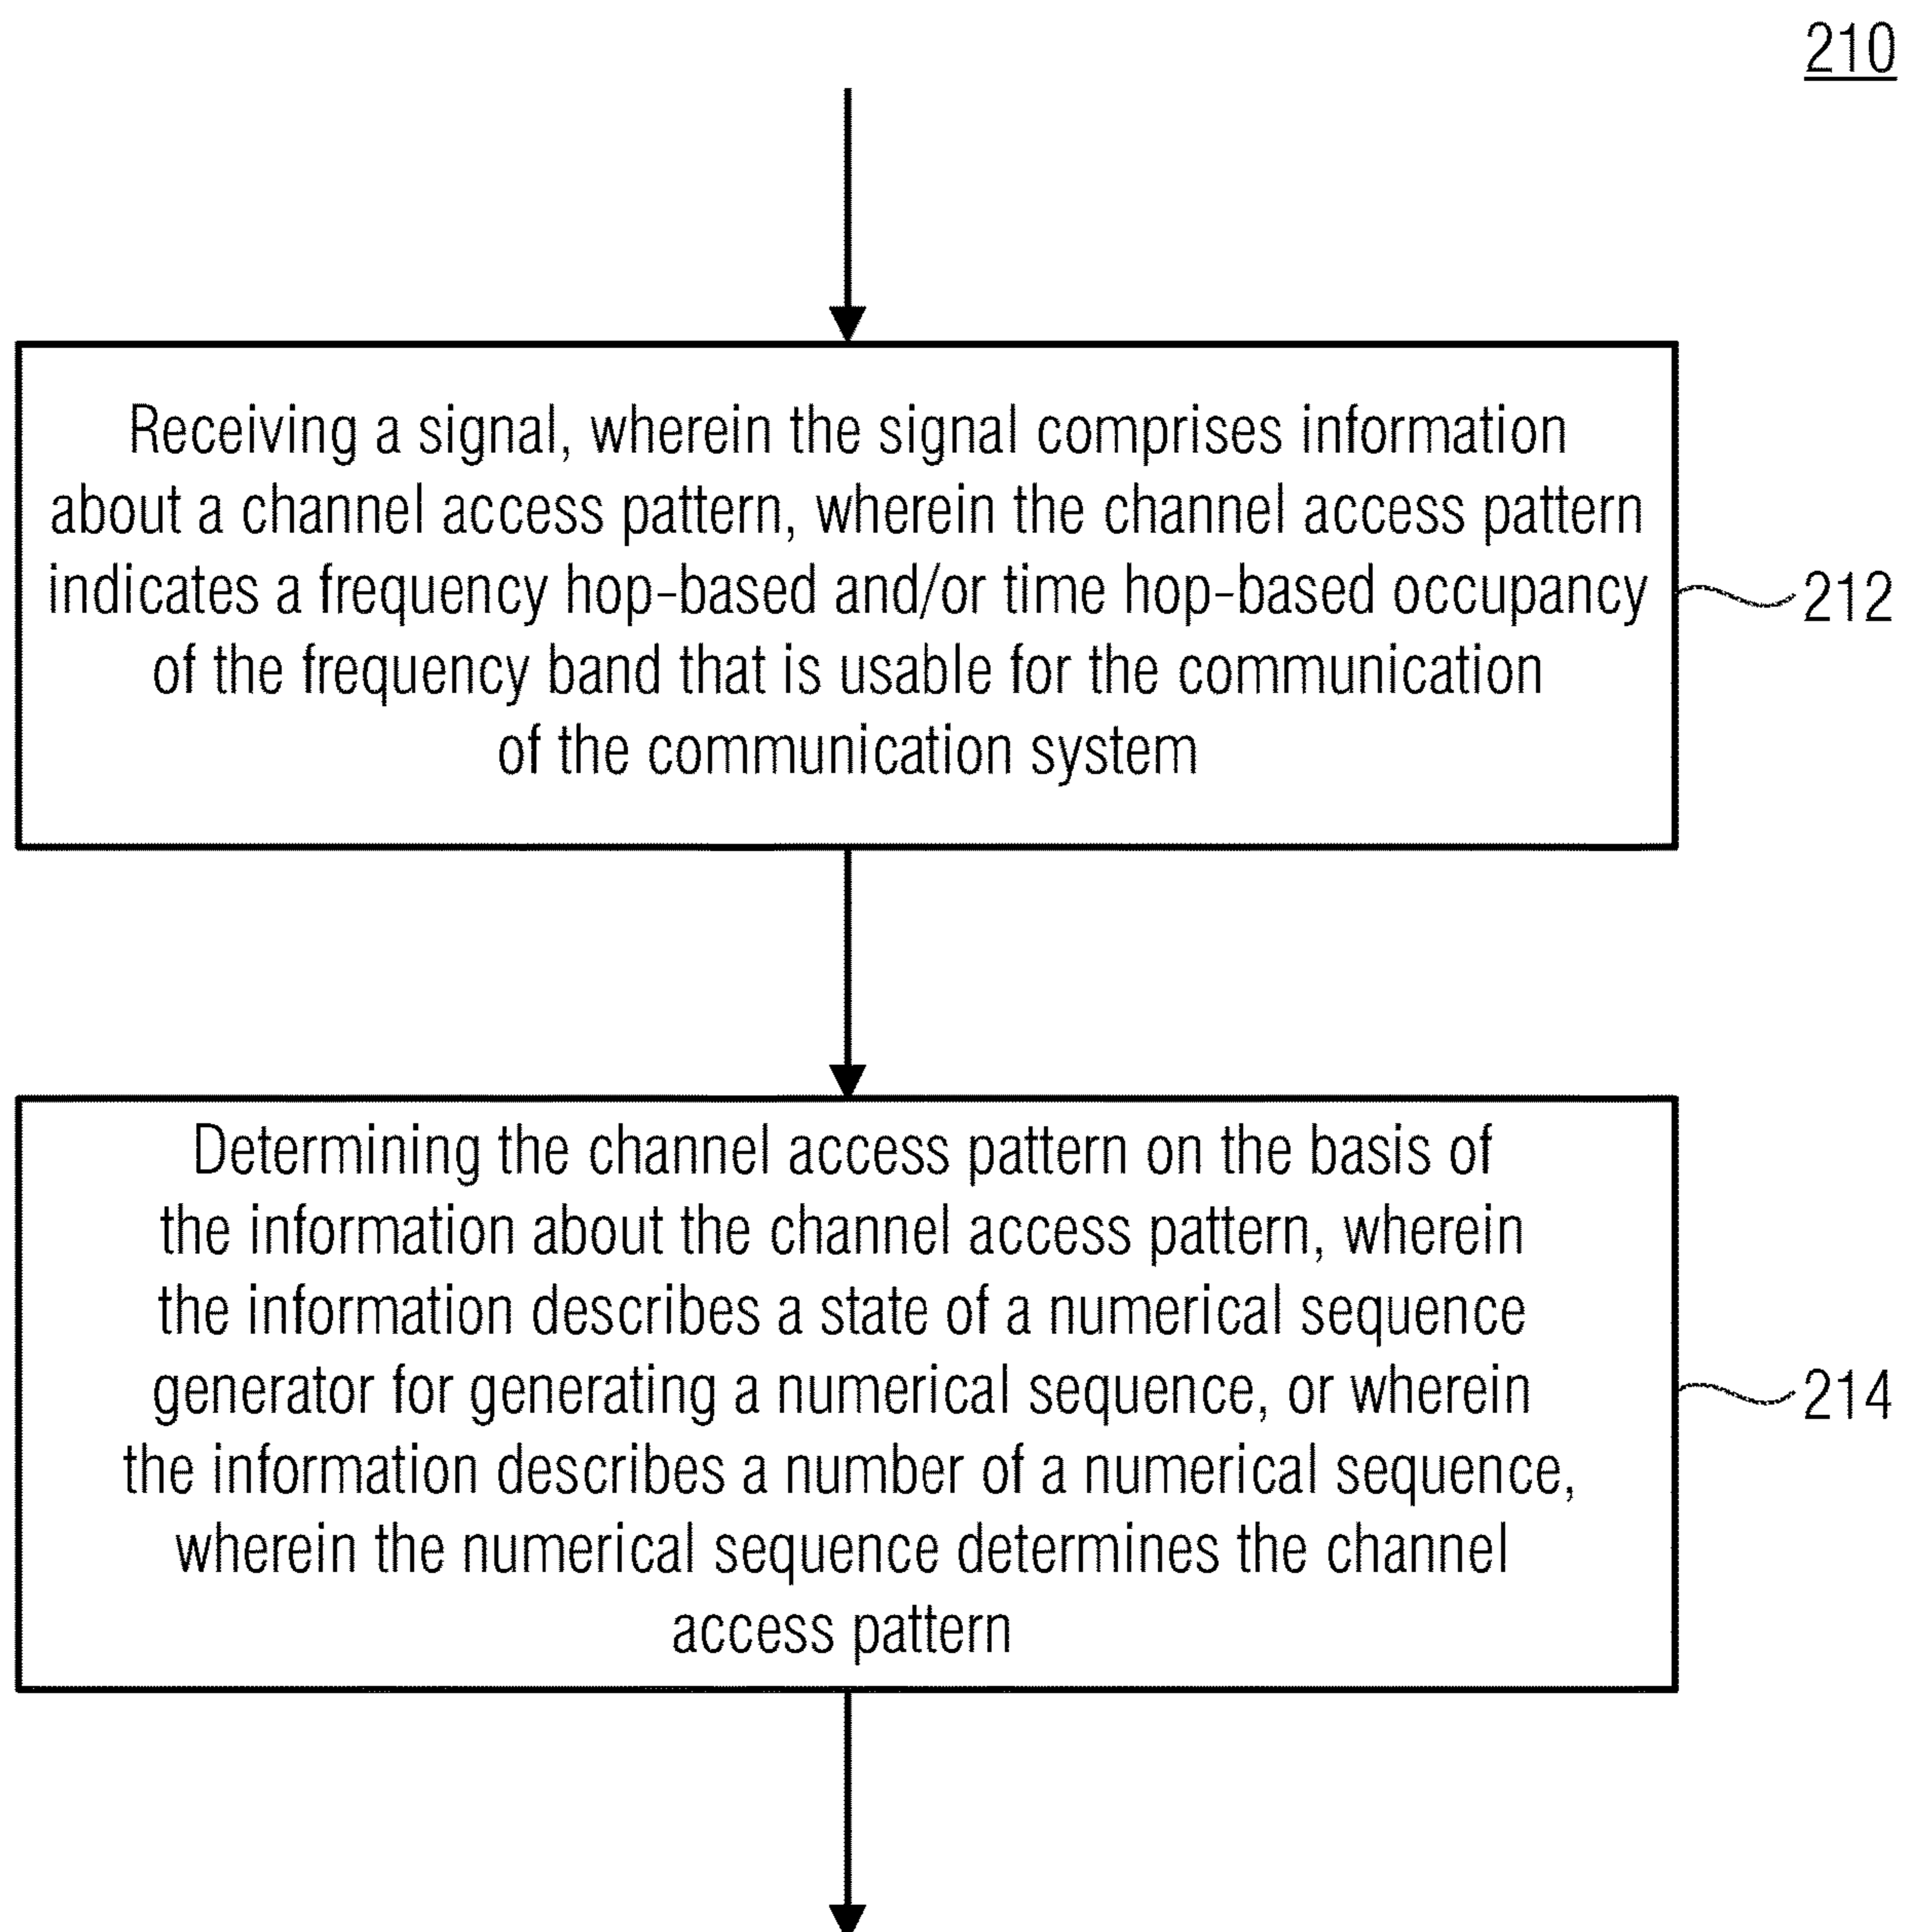 210
Receiving a signal, wherein the signal comprises information
about a channel access pattern, wherein the channel access pattern
indicates a frequency hop-based and/or time hop-based occupancy
of the frequency band that is usable for the communication
of the communication system
212
Determining the channel access pattern on the basis of
the information about the channel access pattern, wherein
the information describes a state of a numerical sequence
generator for generating a numerical sequence, or wherein
the information describes a number of a numerical sequence,
wherein the numerical sequence determines the channel
access pattern
214